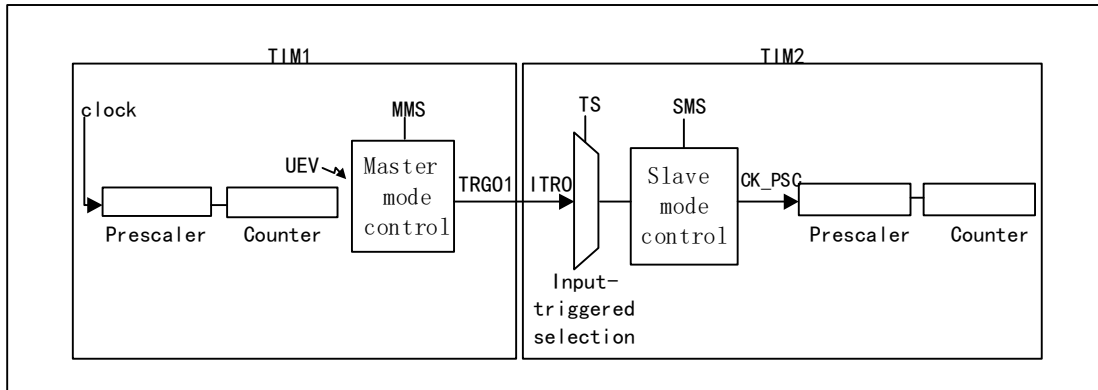 TIM1
TIM2
clock
MMS
TS
SMS
UEV
Master
mode
control
TRGO1
ITR0
Slave
mode
control
CK_PSC
Prescaler
Counter
Prescaler
Counter
Input-
triggered
selection